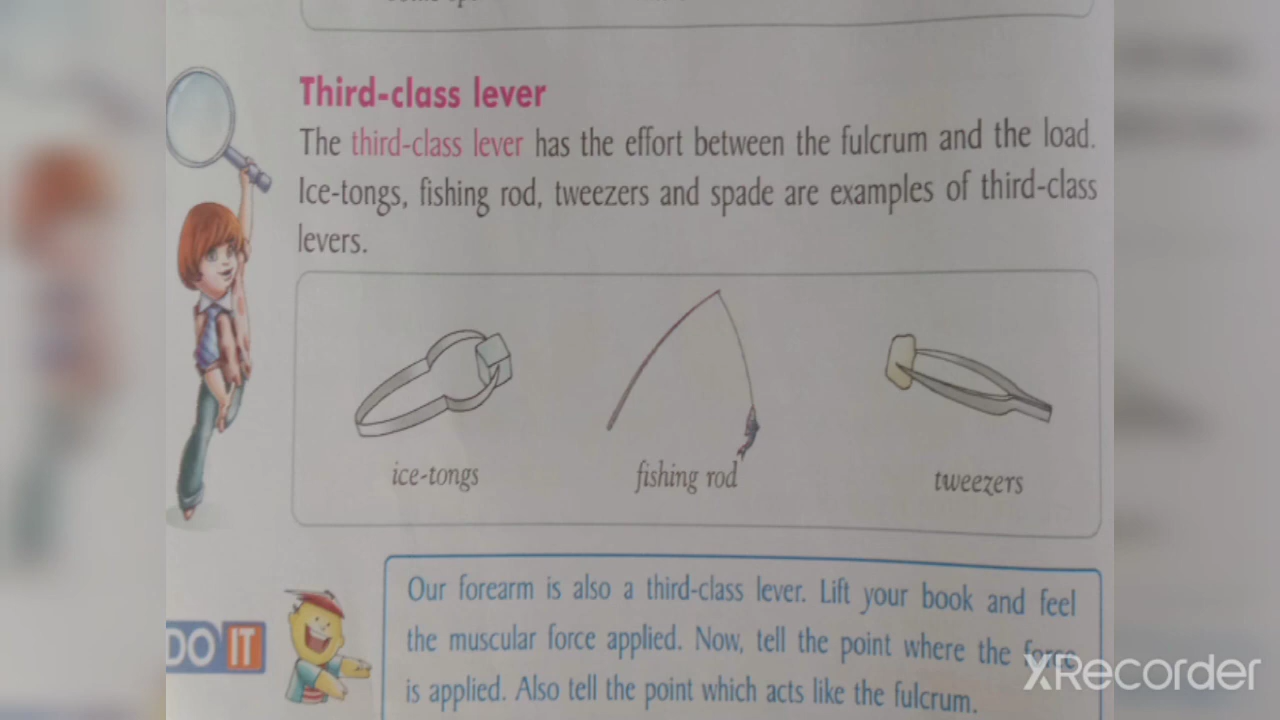 Third-class lever
The third-class lever has the effort between the fulcrum and the load.
Ice-tongs, fishing rod, tweezers and spade are examples of third-class
levers.
ice-tongs
fishing rod
tweezers
DO IT
Our forearm is also a third-class lever. Lift your book and feel
the muscular force applied. Now, tell the point where the force
is applied. Also tell the point which acts like the fulcrum.
XRecorder